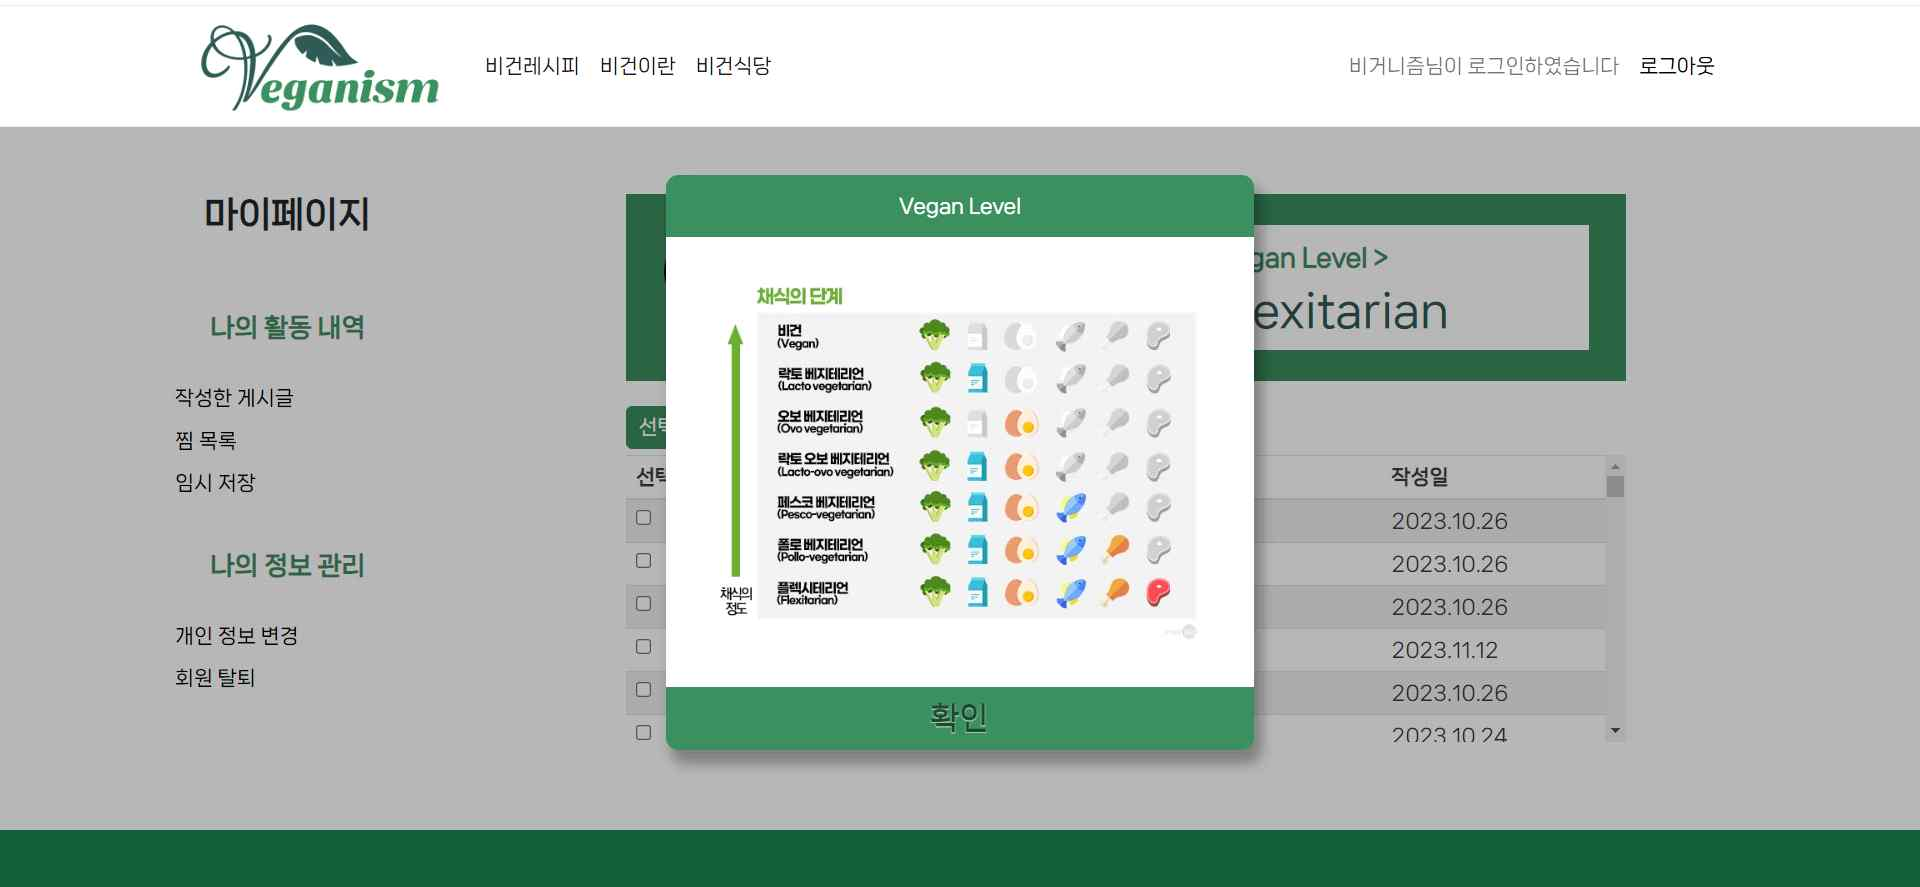 Veganism
비건레시피 비건이란 비건식당
비거니즘님이 로그인하였습니다 로그아웃
마이페이지
나의 활동 내역
작성한 게시글
찜 목록
임시 저장
나의 정보 관리
개인 정보 변경
회원 탈퇴
Vegan Level
채식의 단계
비건
(Vegan)
락토 베지테리언
(Lacto vegetarian)
오보 베지테리언
(Ovo vegetarian)
락토 오보 베지테리언
(Lacto-ovo vegetarian)
페스코 베지테리언
(Pesco-vegetarian)
폴로 베지테리언
(Pollo-vegetarian)
플렉시테리언
(Flexitarian)
채식의
정도
확인
gan Level >
exitarian
선택
작성일
2023.10.26
2023.10.26
2023.10.26
2023.11.12
2023.10.26
2023.10.24